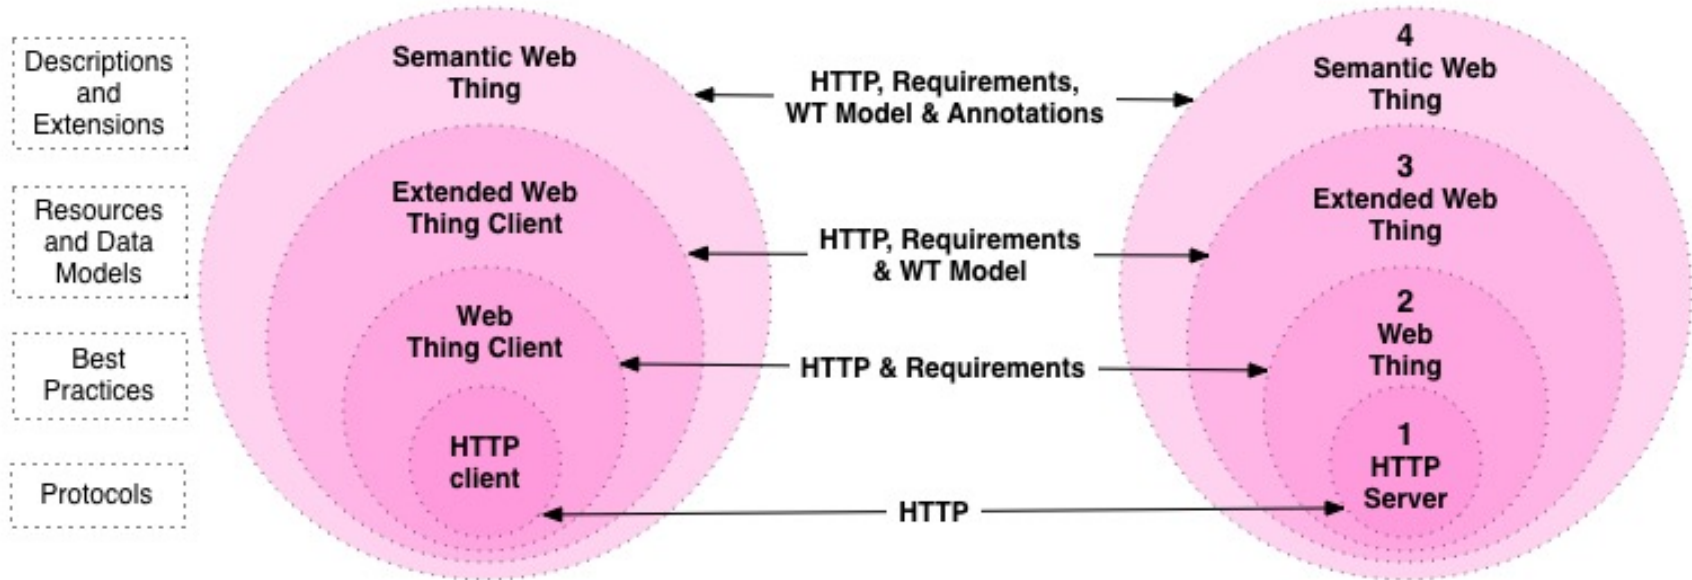 Descriptions
and
Extensions
Resources
and Data
Models
Best
Practices
Protocols
Semantic Web
Thing
Extended Web
Thing Client
Web
Thing Client
HTTP
client
HTTP, Requirements,
WT Model & Annotations
HTTP, Requirements
& WT Model
HTTP & Requirements
HTTP
4
Semantic Web
Thing
3
Extended Web
Thing
2
Web
Thing
1
HTTP
Server